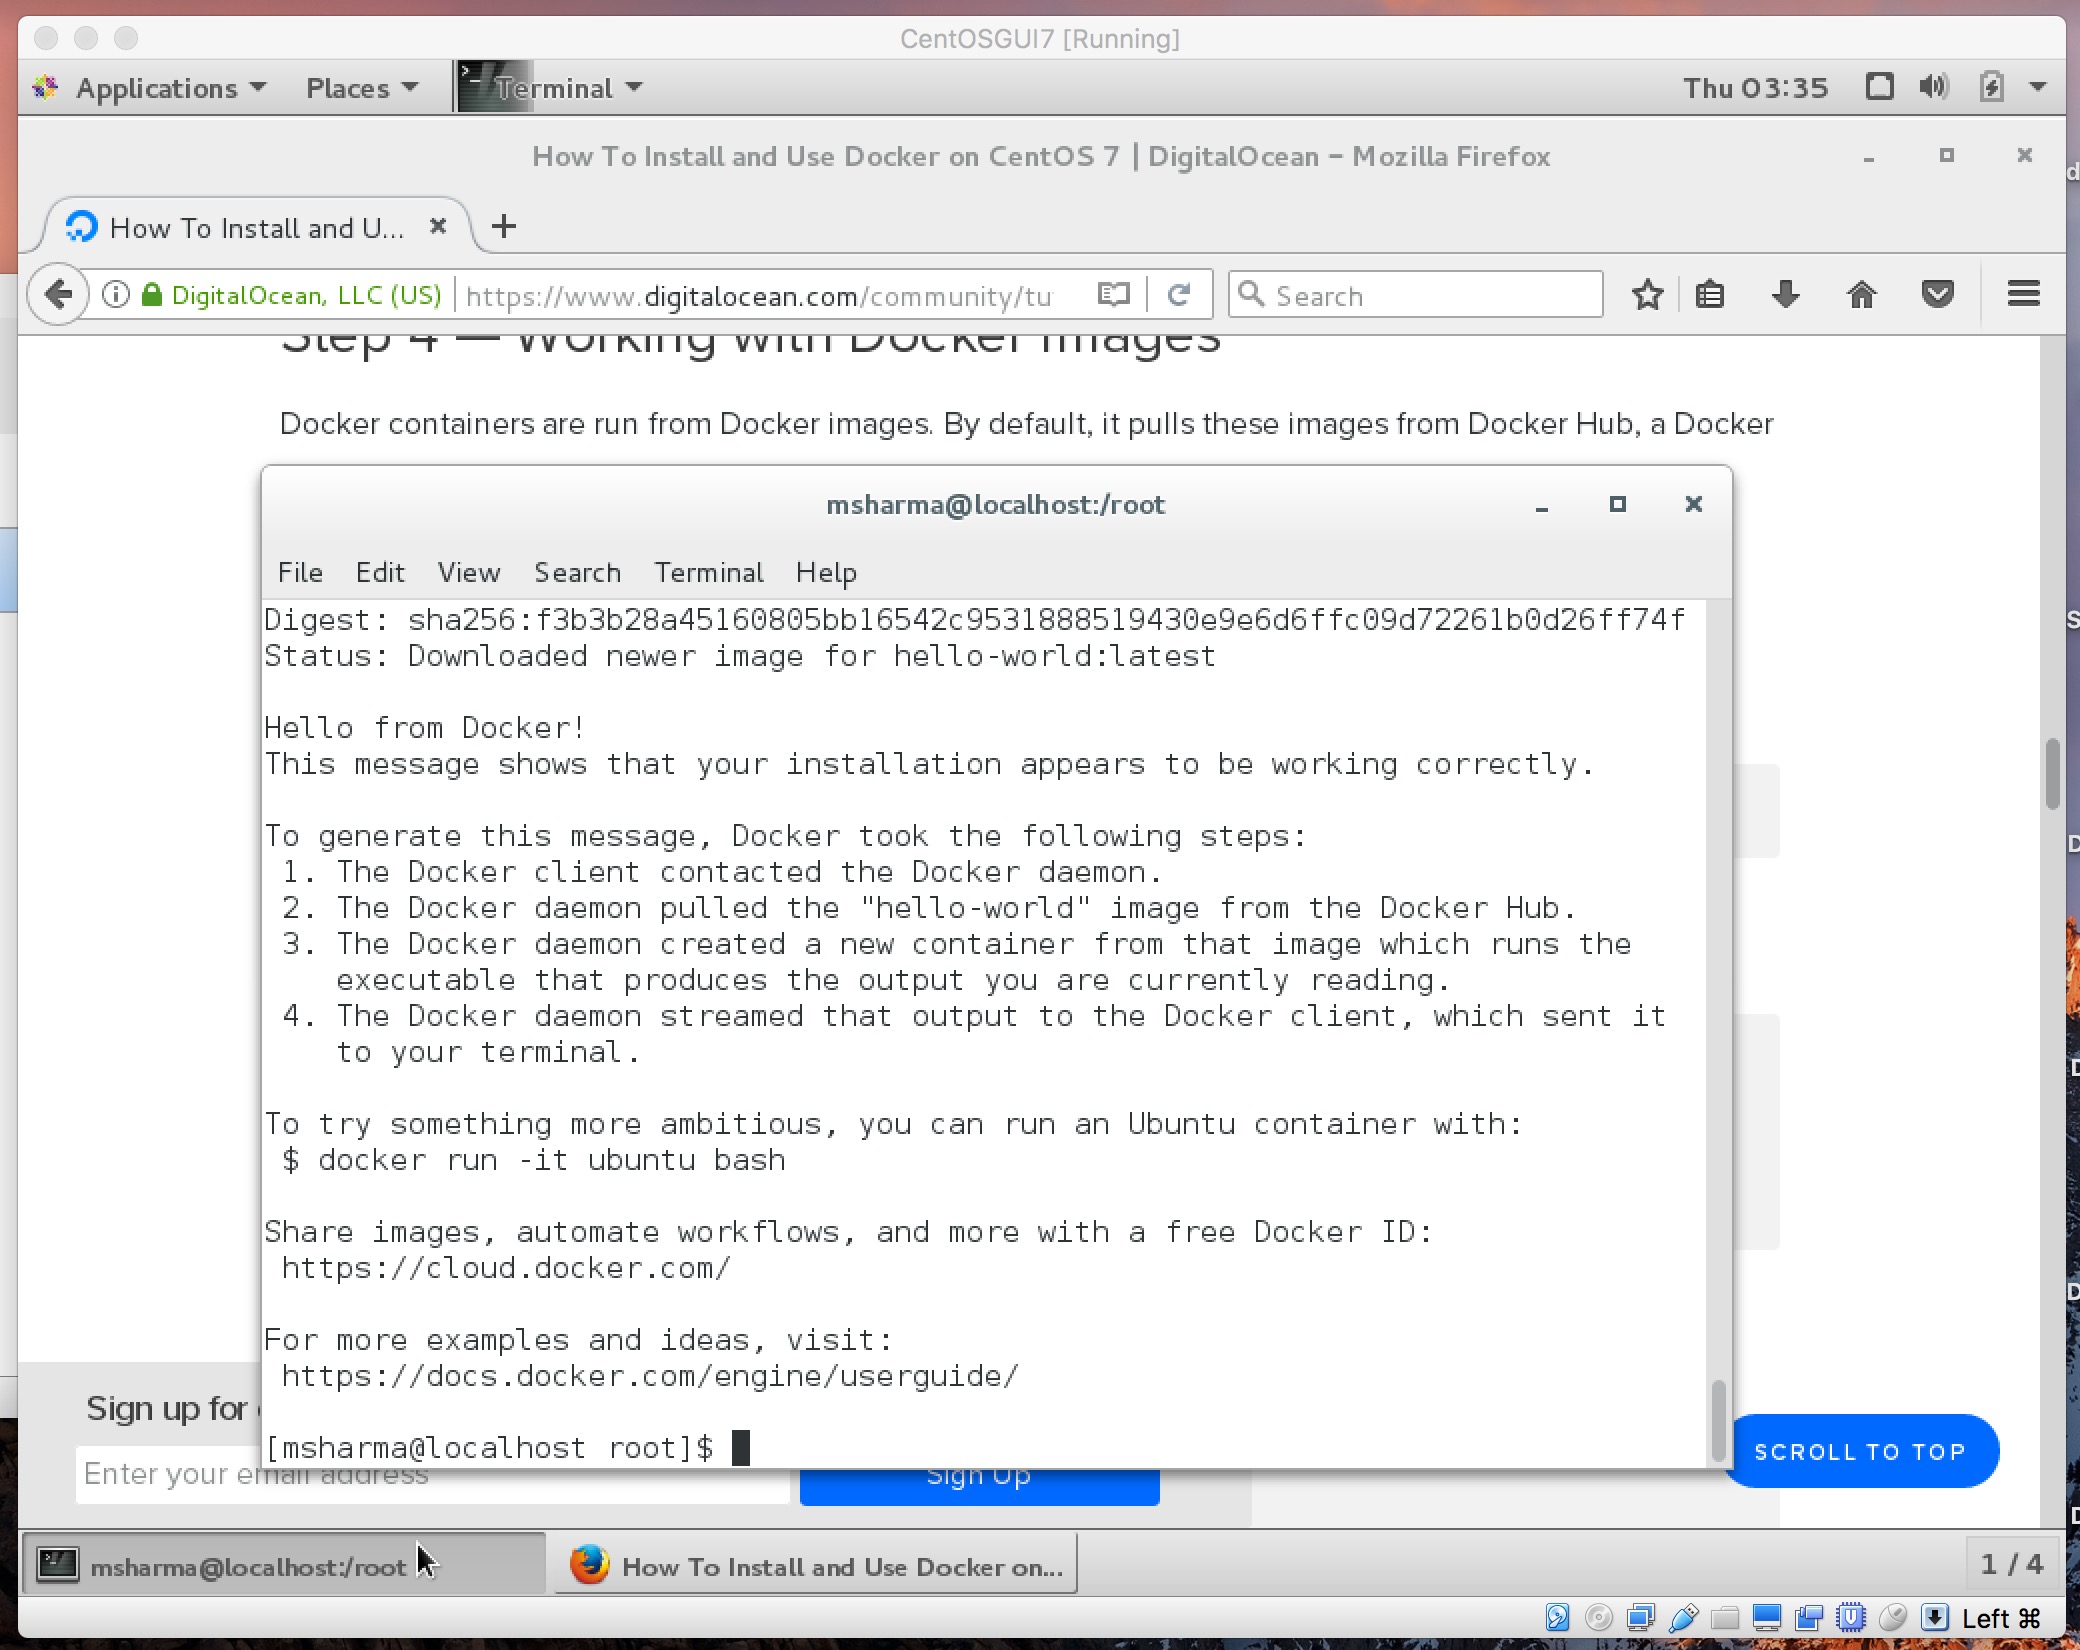 CentOSGUI7 [Running]
Applications Places Terminal Thu 03:35
How To Install and Use Docker on CentOS 7 | DigitalOcean - Mozilla Firefox
How To Install and U...
DigitalOcean, LLC (US) https://www.digitalocean.com/community/tu Search
Step 4 — Working with Docker Images
Docker containers are run from Docker images. By default, it pulls these images from Docker Hub, a Docker
msharma@localhost:/root
File Edit View Search Terminal Help
Digest: sha256:f3b3b28a45160805bb16542c9531888519430e9e6d6ffc09d72261b0d26ff74f
Status: Downloaded newer image for hello-world:latest
Hello from Docker!
This message shows that your installation appears to be working correctly.
To generate this message, Docker took the following steps:
1. The Docker client contacted the Docker daemon.
2. The Docker daemon pulled the "hello-world" image from the Docker Hub.
3. The Docker daemon created a new container from that image which runs the
executable that produces the output you are currently reading.
4. The Docker daemon streamed that output to the Docker client, which sent it
to your terminal.
To try something more ambitious, you can run an Ubuntu container with:
$ docker run -it ubuntu bash
Share images, automate workflows, and more with a free Docker ID:
https://cloud.docker.com/
For more examples and ideas, visit:
https://docs.docker.com/engine/userguide/
[msharma@localhost root]$
Sign up for
Enter your email address
Sign Up
SCROLL TO TOP
msharma@localhost:/root How To Install and Use Docker on... 1 / 4
Left ⌘